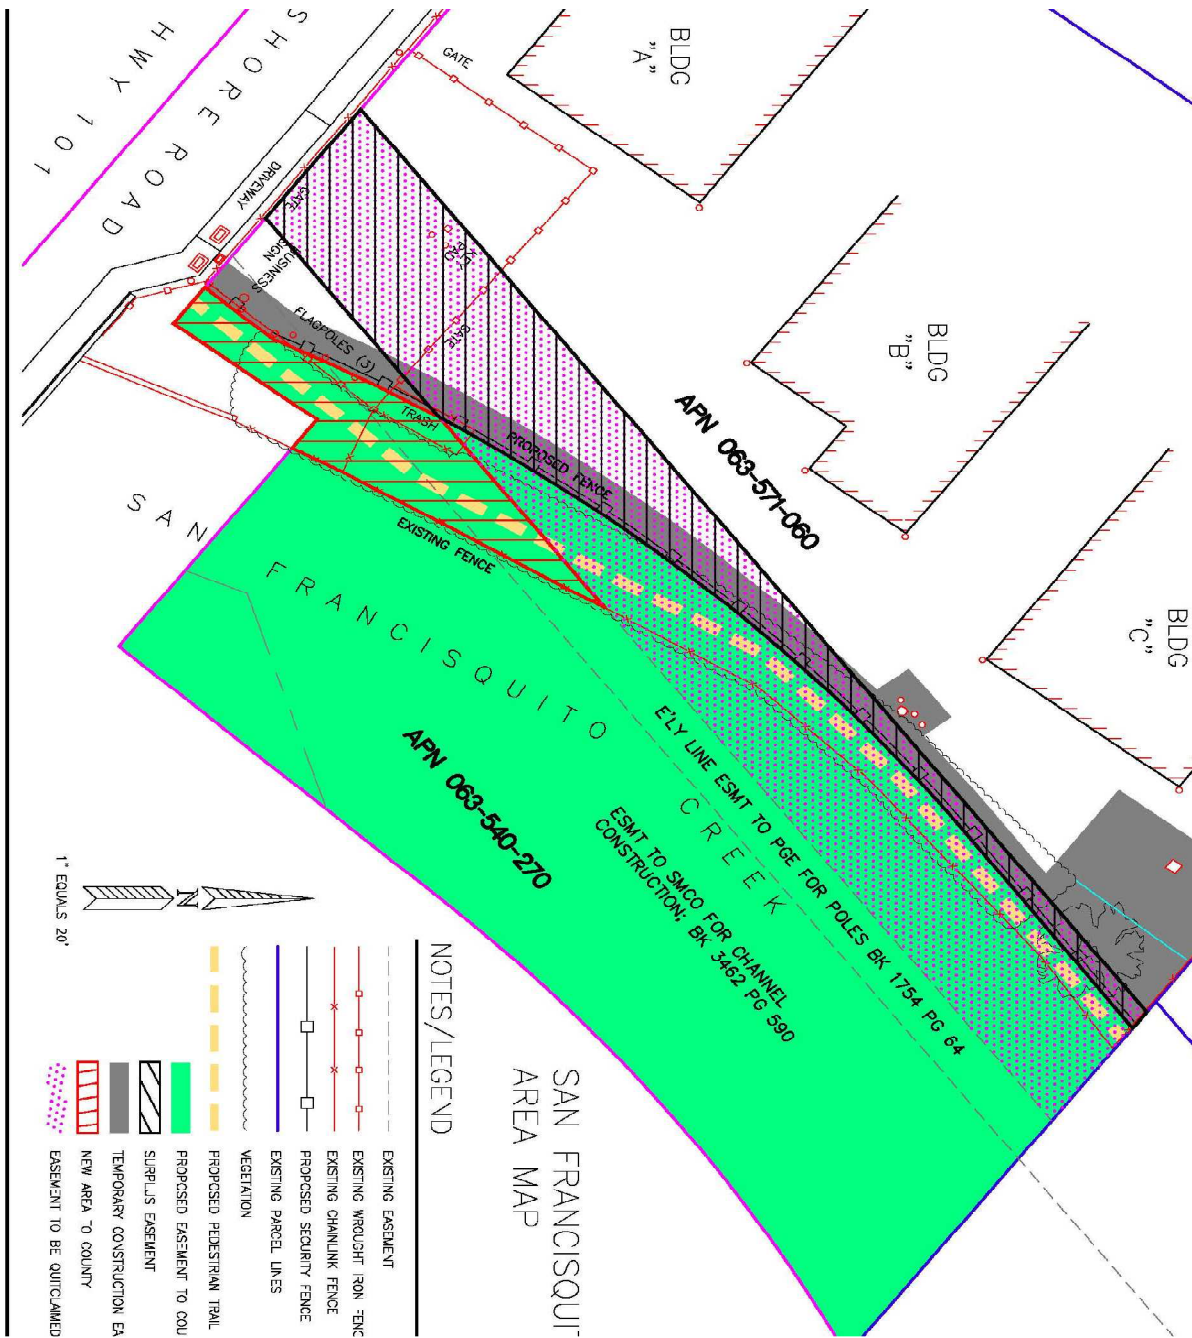 SHORE ROAD
HWY 101
GATE
BLDG
"A"
DRIVEWAY
GATE
BUSINESS
SIGN
FLAGPOLES (3)
GATE
TRASH
PROPOSED FENCE
EXISTING FENCE
BLDG
"B"
APN 063-571-060
BLDG
"C"
SAN FRANCISQUITO CREEK
E'LY LINE ESMT TO PGE FOR POLES BK 1754 PG 64
ESMT TO SMCO FOR CHANNEL
CONSTRUCTION; BK 3462 PG 590
APN 063-540-270
N
1" EQUALS 20'
SAN FRANCISQUI
AREA MAP
NOTES/LEGEND
EXISTING EASEMENT
EXISTING WROUGHT IRON FENC
EXISTING CHAINLINK FENCE
PROPOSED SECURITY FENCE
EXISTING PARCEL LINES
VEGETATION
PROPOSED PEDESTRIAN TRAIL
PROPOSED EASEMENT TO COU
SURPLUS EASEMENT
TEMPORARY CONSTRUCTION EA
NEW AREA TO COUNTY
EASEMENT TO BE QUITCLAIMED